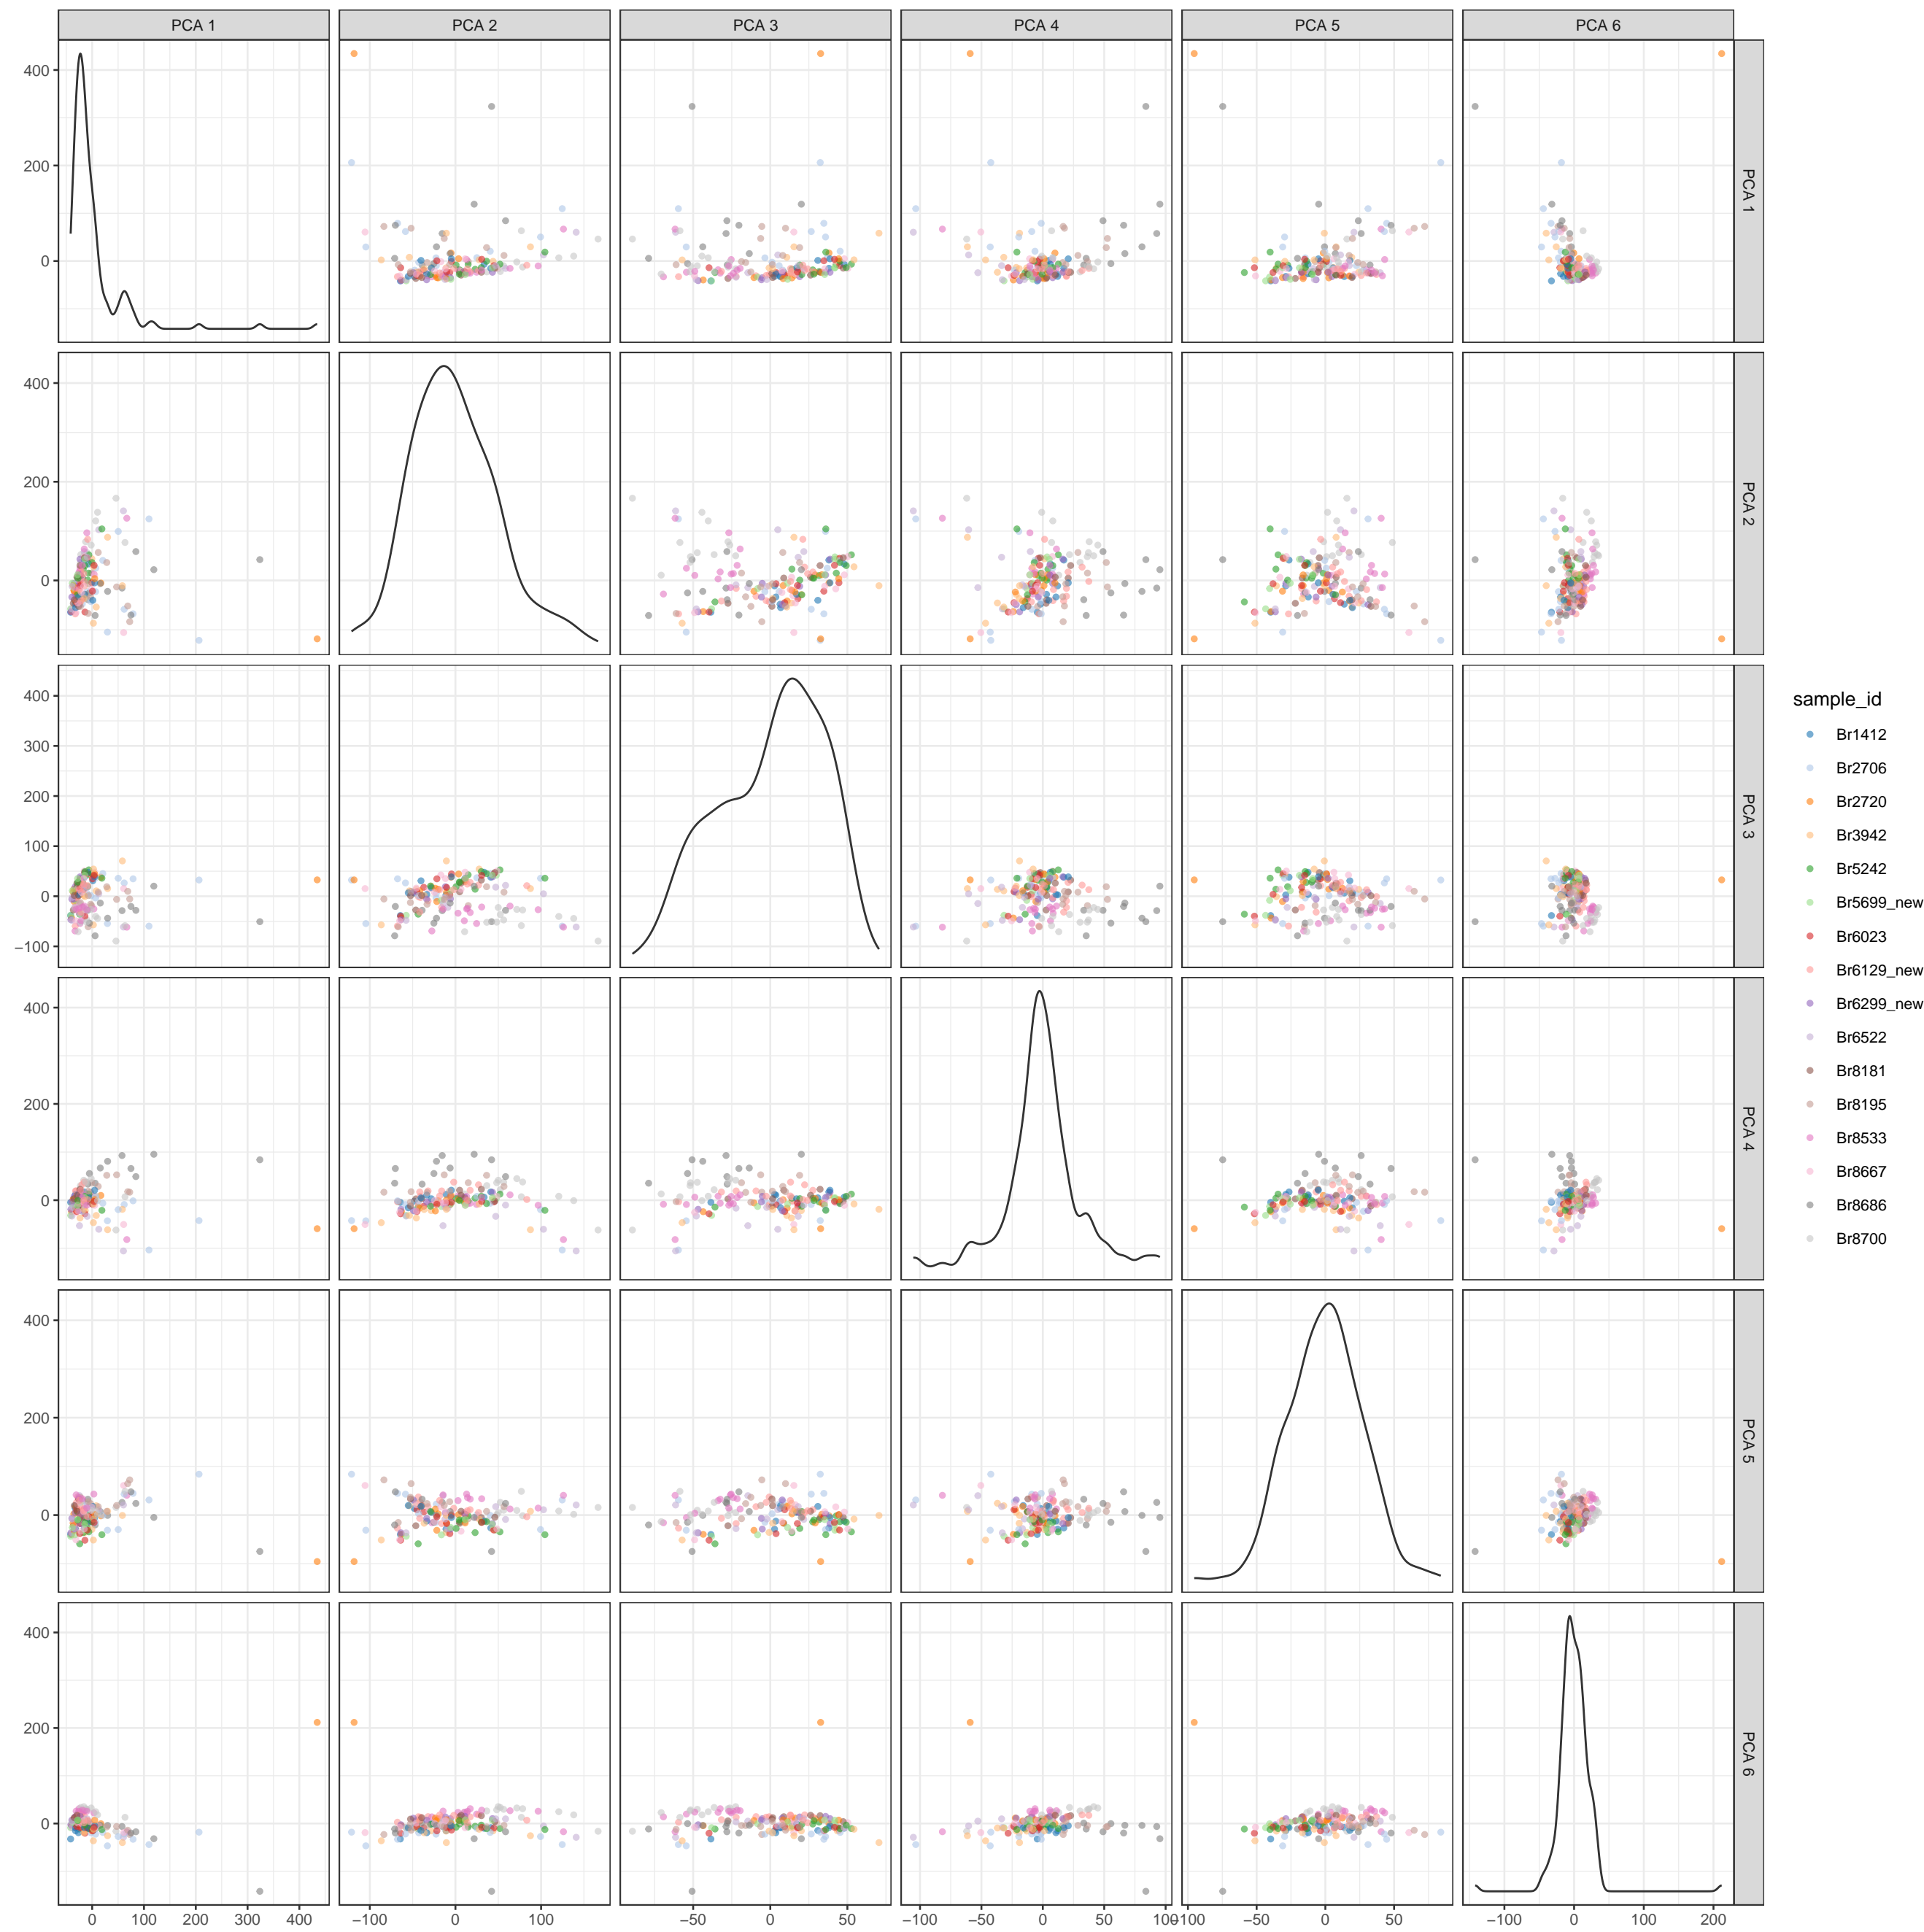 PCA 1 PCA 2 PCA 3 PCA 4 PCA 5 PCA 6
400
200
0
PCA 1
400
200
0
PCA 2
400
300
200
100
0
−100
PCA 3
400
200
0
PCA 4
400
200
0
PCA 5
400
200
0
PCA 6
0 100 200 300 400 −100 0 100 −50 0 50 −100 −50 0 50 100 −100 −50 0 50 −100 0 100 200
sample_id
Br1412
Br2706
Br2720
Br3942
Br5242
Br5699_new
Br6023
Br6129_new
Br6299_new
Br6522
Br8181
Br8195
Br8533
Br8667
Br8686
Br8700